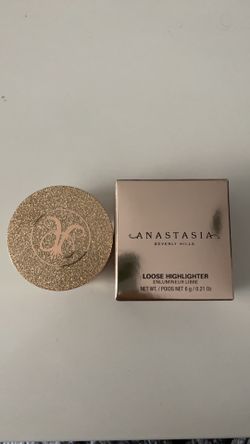 ANASTASIA
BEVERLY HILLS
LOOSE HIGHLIGHTER
ENLUMINEUR LIBRE
NET WT. / POIDS NET 6 g / 0.21 Oz